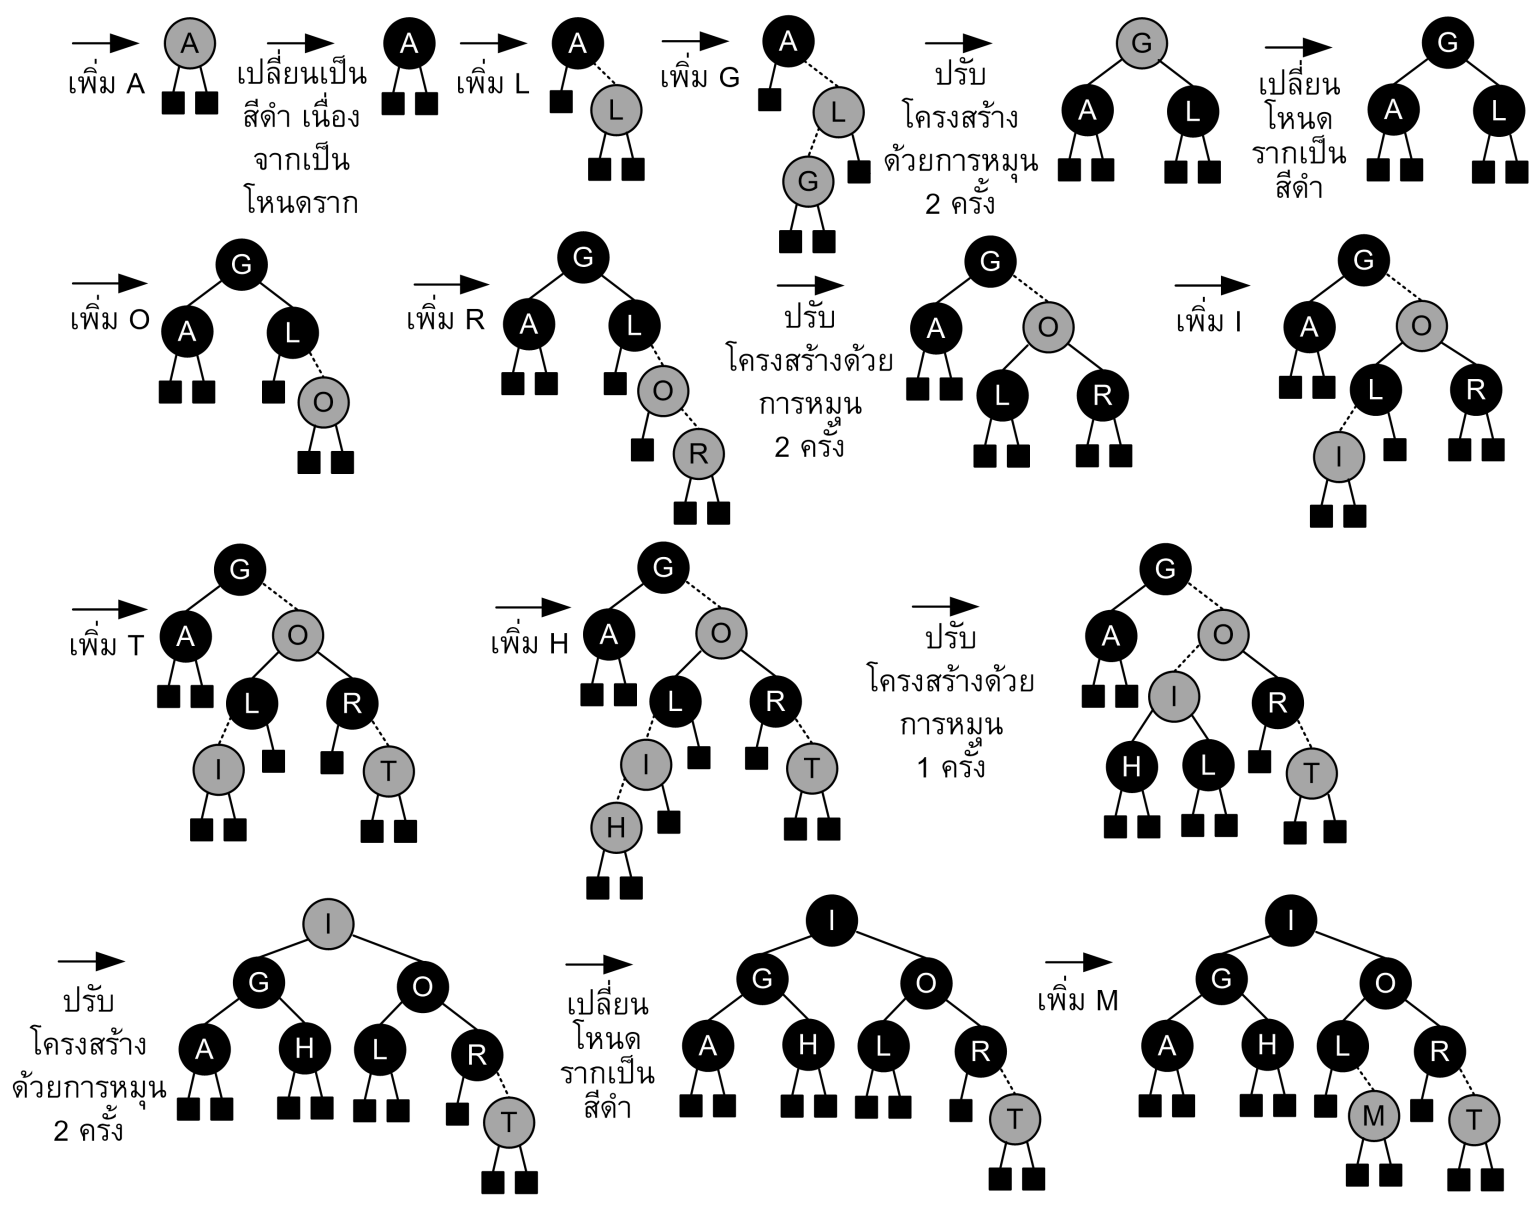 A
เพิ่ม A
เปลี่ยนเป็น
สีดำ เนื่อง
จากเป็น
โหนดราก
A
เพิ่ม L
A
L
เพิ่ม G
A
L
G
ปรับ
โครงสร้าง
ด้วยการหมุน
2 ครั้ง
G
A
L
เปลี่ยน
โหนด
รากเป็น
สีดำ
G
A
L
เพิ่ม O
G
A
L
O
เพิ่ม R
G
A
L
O
R
ปรับ
โครงสร้างด้วย
การหมุน
2 ครั้ง
G
A
O
L
R
เพิ่ม I
G
A
O
L
R
I
เพิ่ม T
G
A
O
L
R
I
T
เพิ่ม H
G
A
O
L
R
I
T
H
ปรับ
โครงสร้างด้วย
การหมุน
1 ครั้ง
G
A
O
I
R
H
L
T
ปรับ
โครงสร้าง
ด้วยการหมุน
2 ครั้ง
I
G
O
A
H
L
R
T
เปลี่ยน
โหนด
รากเป็น
สีดำ
I
G
O
A
H
L
R
T
เพิ่ม M
I
G
O
A
H
L
R
M
T